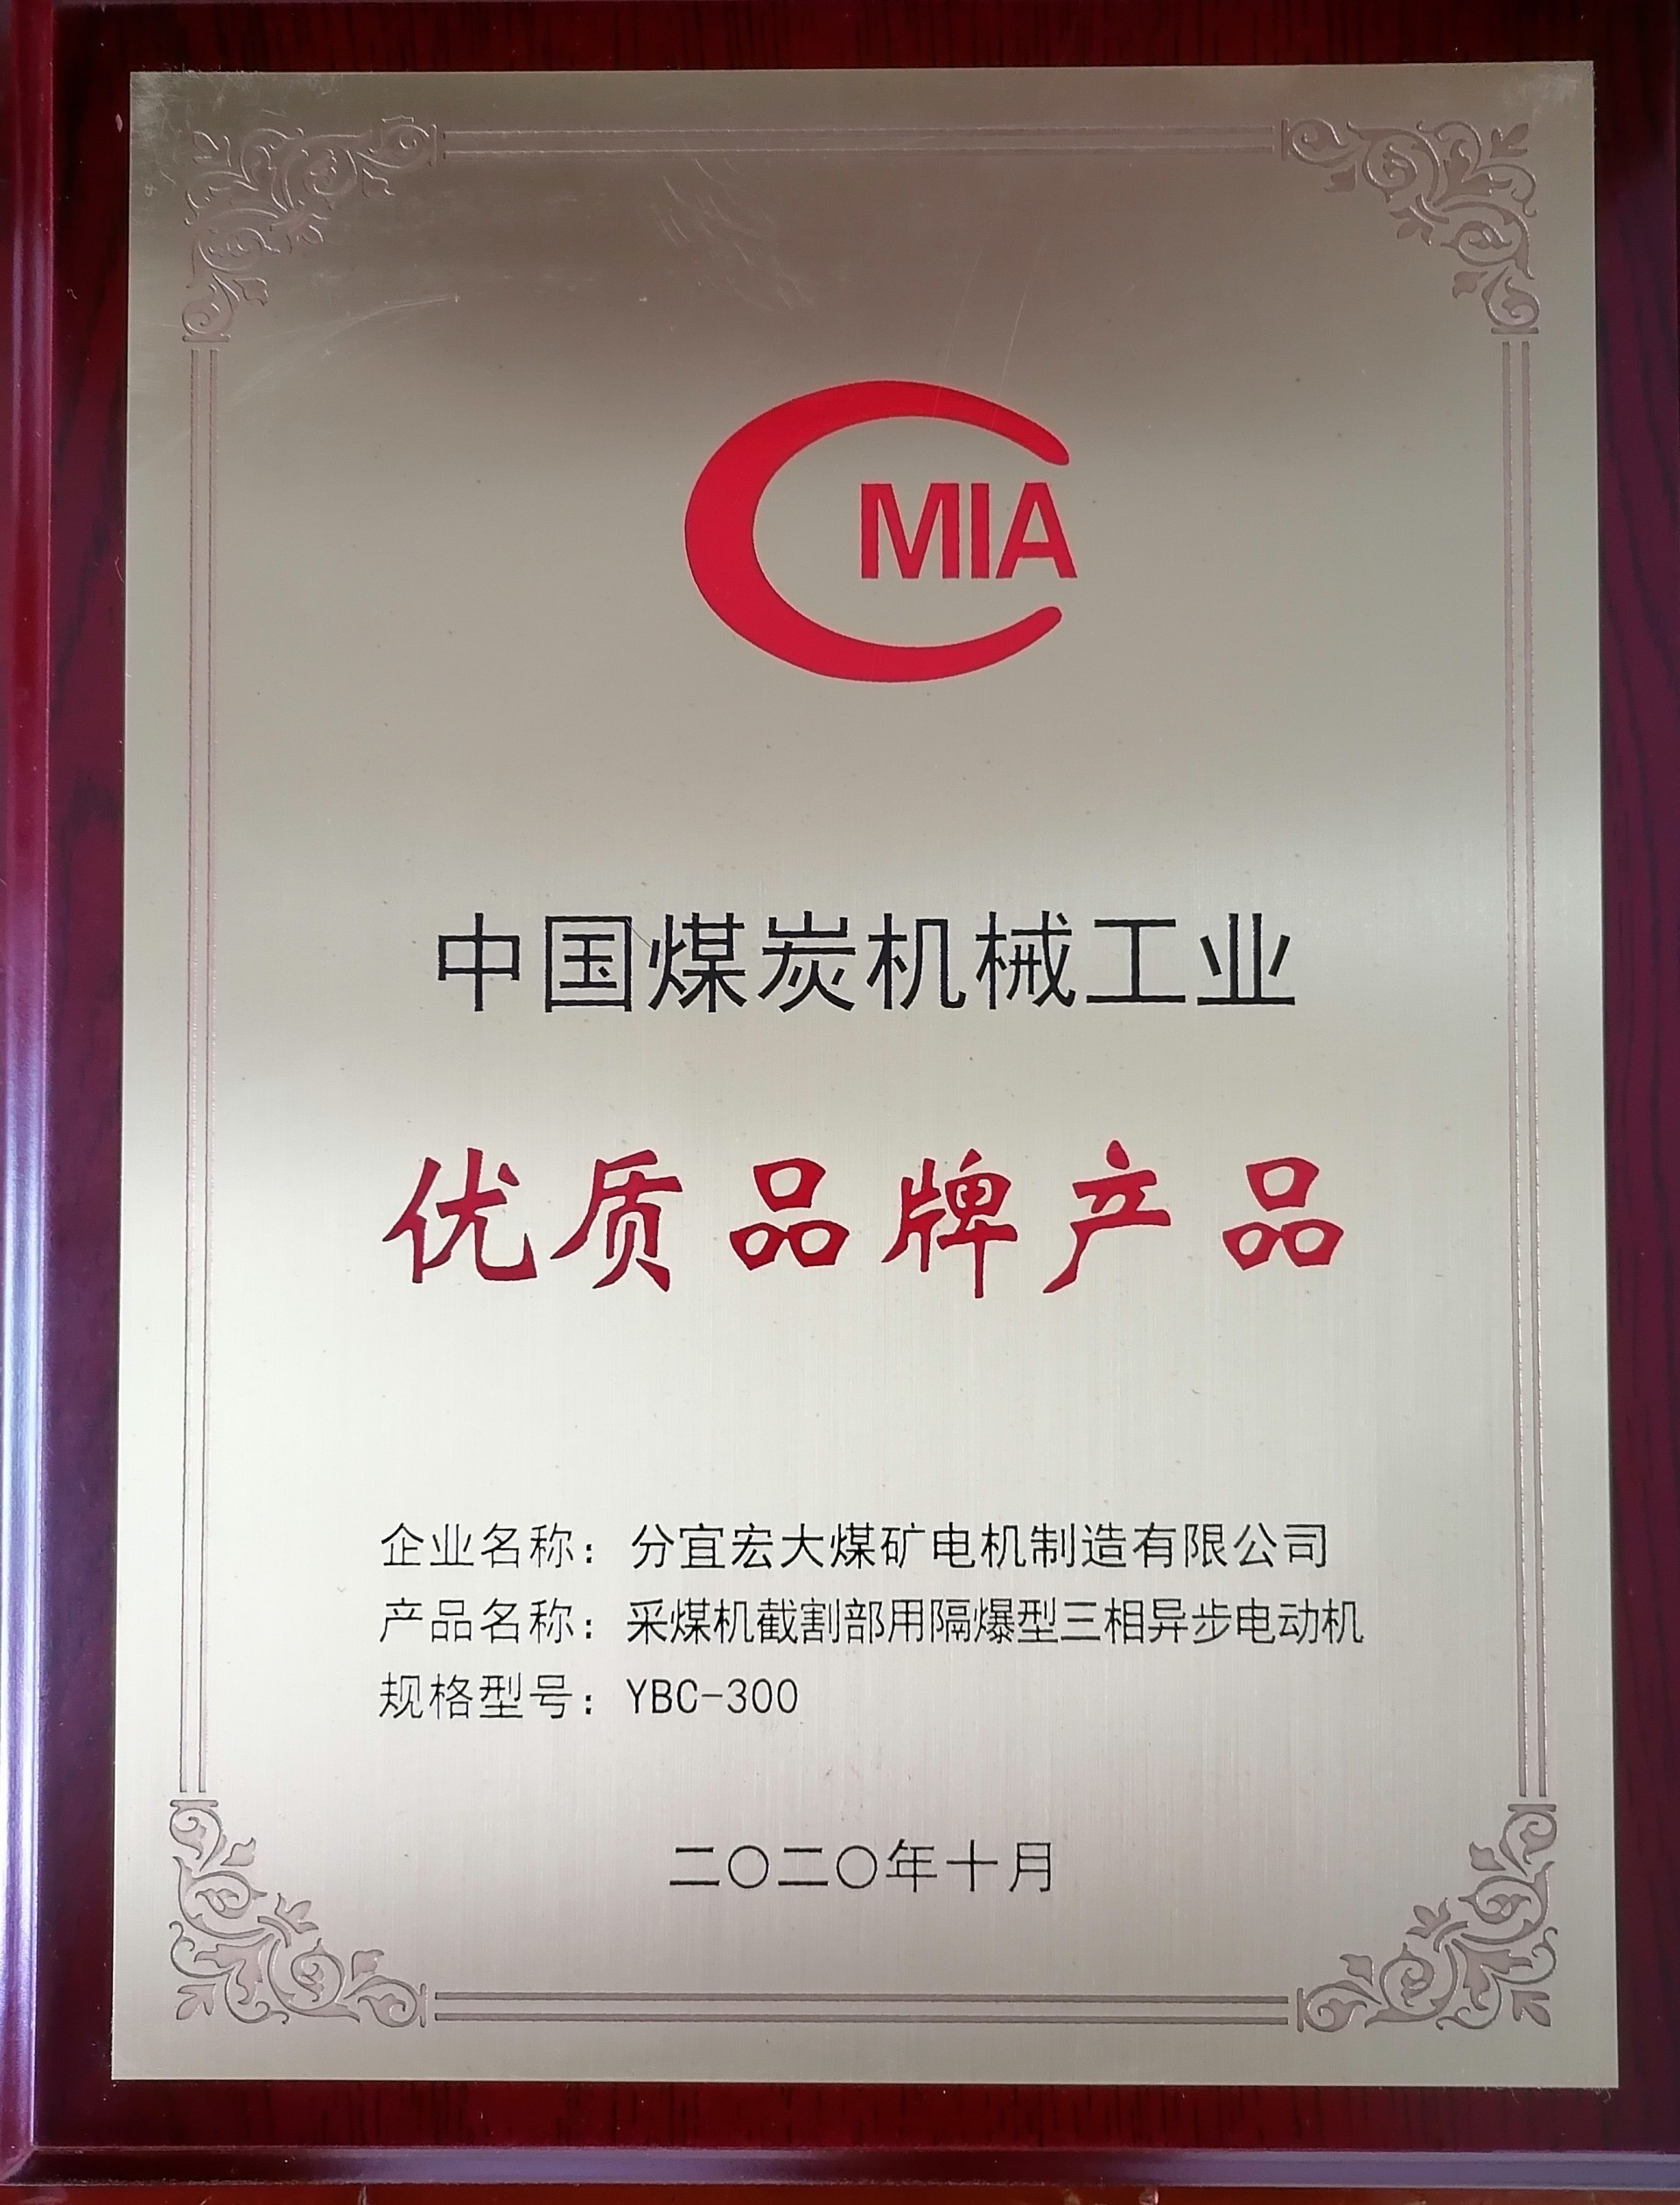 CMIA
中国煤炭机械工业
优质品牌产品
企业名称：分宜宏大煤矿电机制造有限公司
产品名称：采煤机截割部用隔爆型三相异步电动机
规格型号：YBC-300
二〇二〇年十月